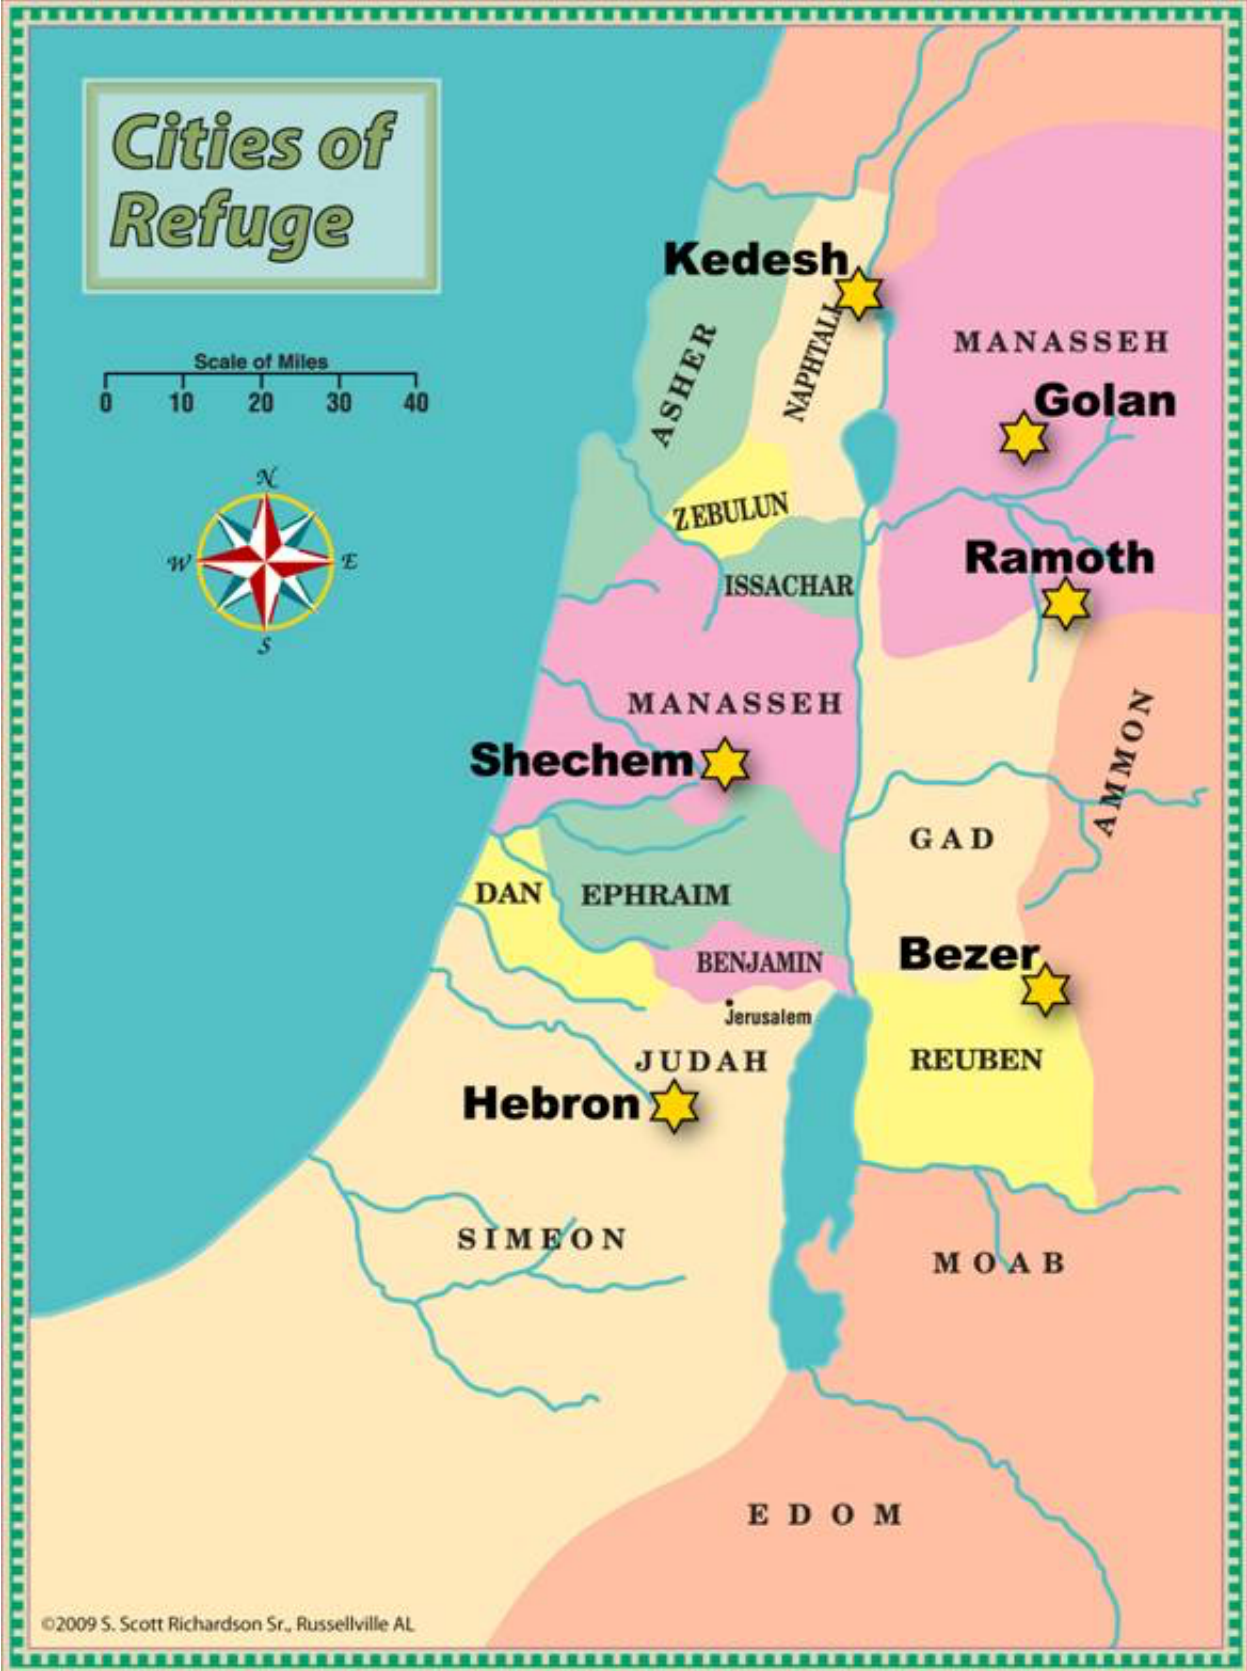 Cities of
Refuge
Scale of Miles
0 10 20 30 40
N
W E
S
Kedesh
ASHER
NAPHTALI
MANASSEH
Golan
ZEBULUN
ISSACHAR
Ramoth
MANASSEH
Shechem
AMMON
GAD
DAN
EPHRAIM
BENJAMIN
Bezer
Jerusalem
JUDAH
REUBEN
Hebron
SIMEON
MOAB
EDOM
©2009 S. Scott Richardson Sr., Russellville AL